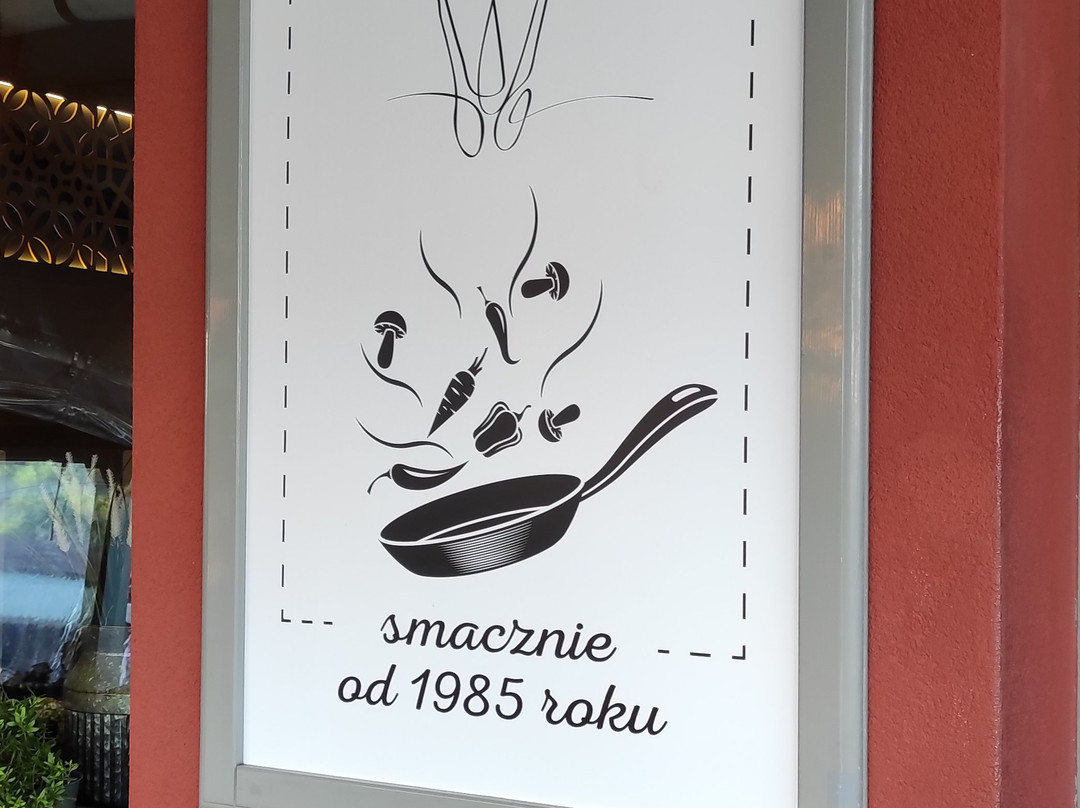 smacznie
od 1985 roku